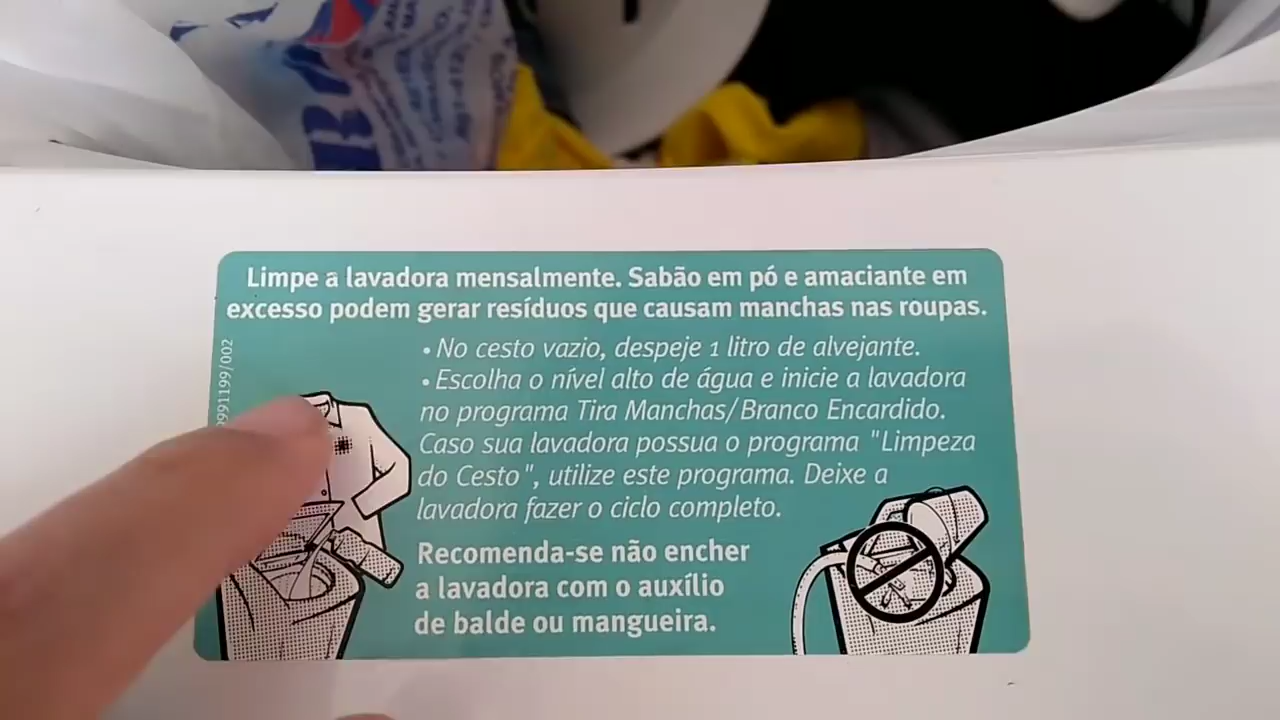 Limpe a lavadora mensalmente. Sabão em pó e amaciante em
excesso podem gerar resíduos que causam manchas nas roupas.
• No cesto vazio, despeje 1 litro de alvejante.
• Escolha o nível alto de água e inicie a lavadora
no programa Tira Manchas/Branco Encardido.
Caso sua lavadora possua o programa "Limpeza
do Cesto", utilize este programa. Deixe a
lavadora fazer o ciclo completo.
Recomenda-se não encher
a lavadora com o auxílio
de balde ou mangueira.